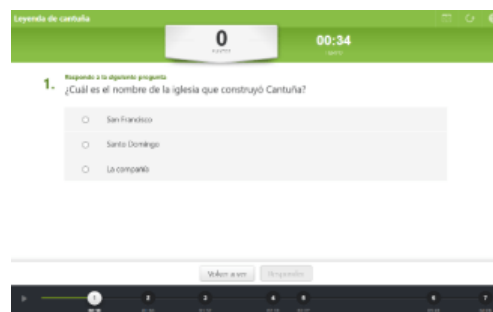 Leyenda de cantuña
0
00:34
1.
Responde a la siguiente pregunta
¿Cuál es el nombre de la iglesia que construyó Cantuña?
San Francisco
Santo Domingo
La compañía
Volver a ver
Responder
1
2
3
4
5
6
7